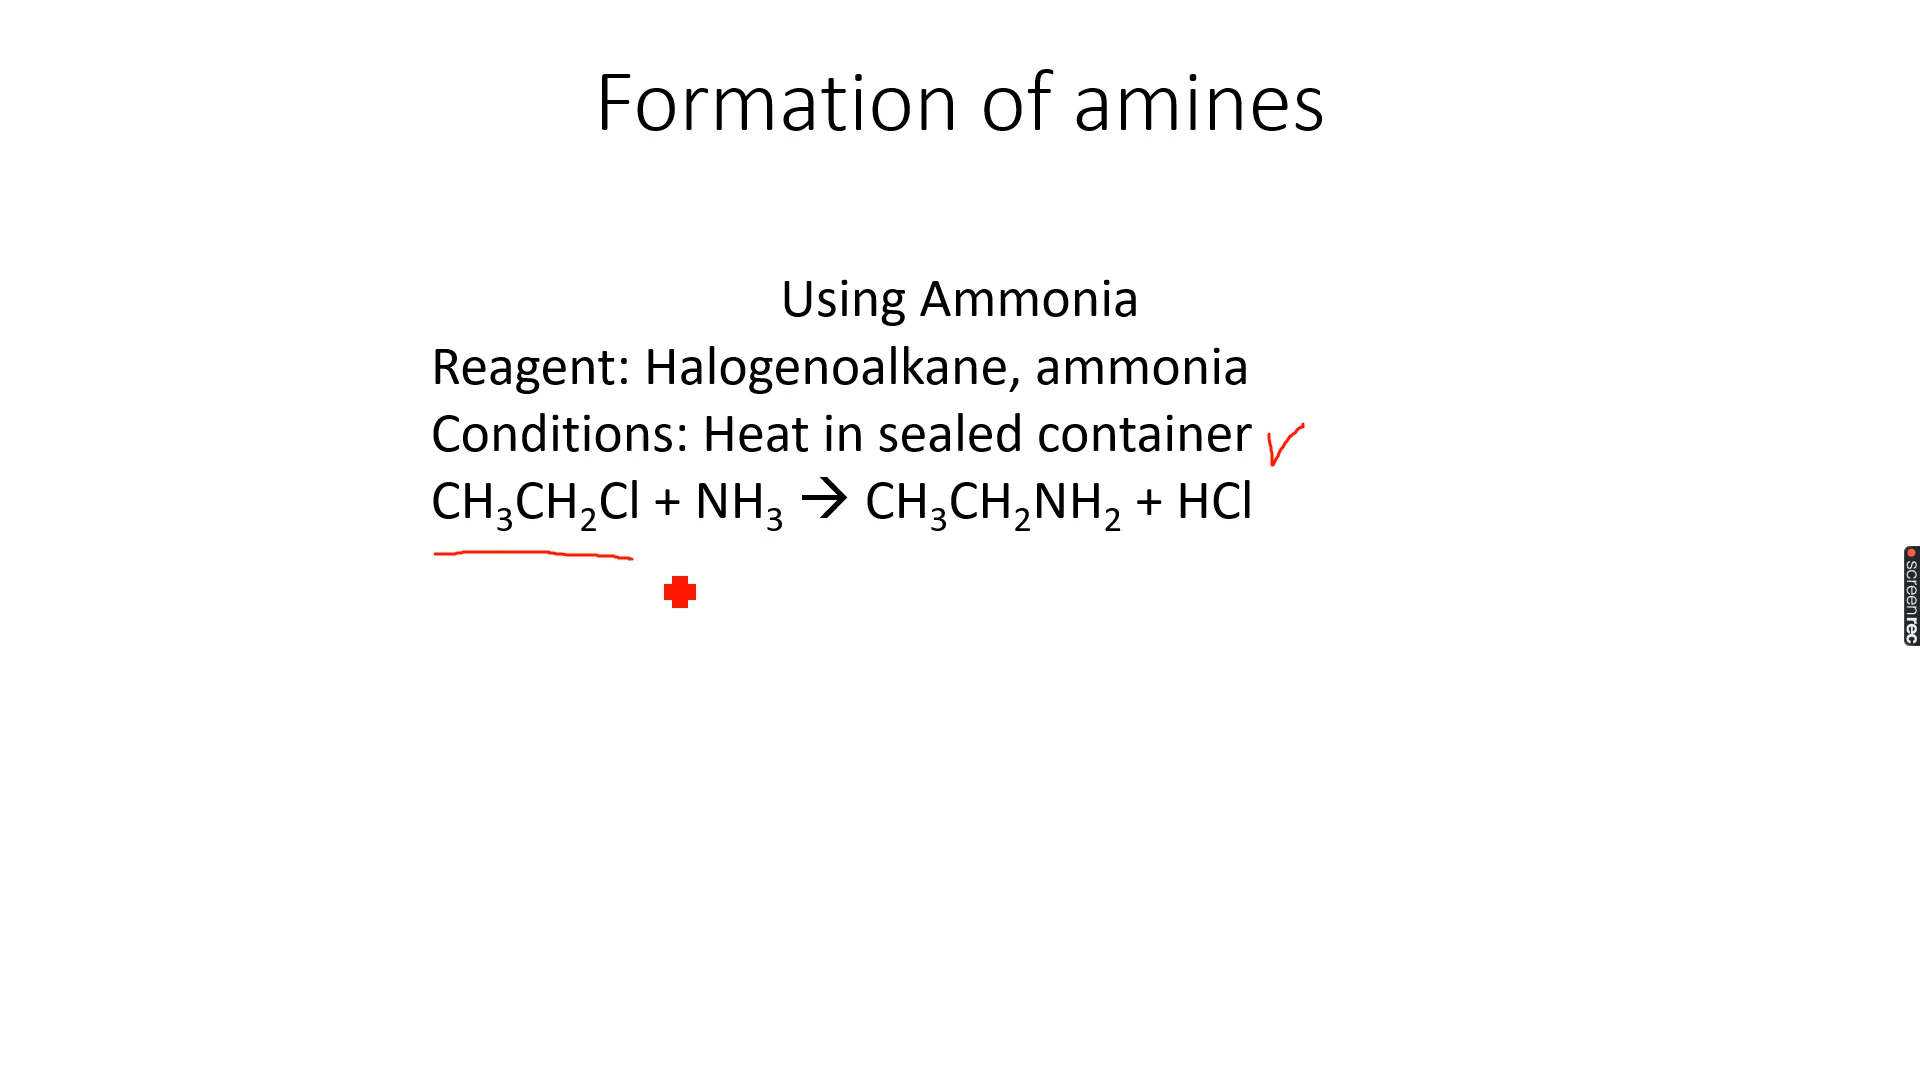 Formation of amines
Using Ammonia
Reagent: Halogenoalkane, ammonia
Conditions: Heat in sealed container
CH₃CH₂Cl + NH₃ → CH₃CH₂NH₂ + HCl
screenrec